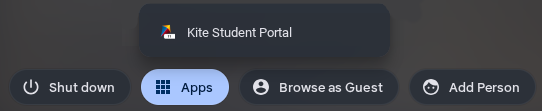 Kite Student Portal
Shut down
Apps
Browse as Guest
Add Person